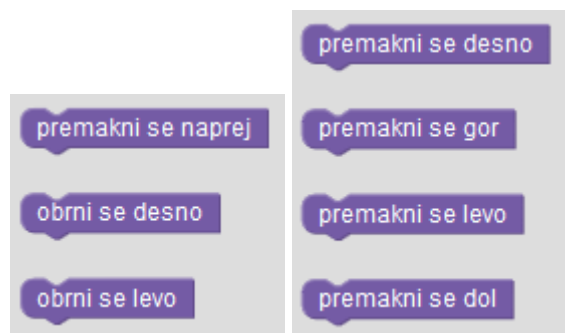 premakni se naprej
obrni se desno
obrni se levo
premakni se desno
premakni se gor
premakni se levo
premakni se dol